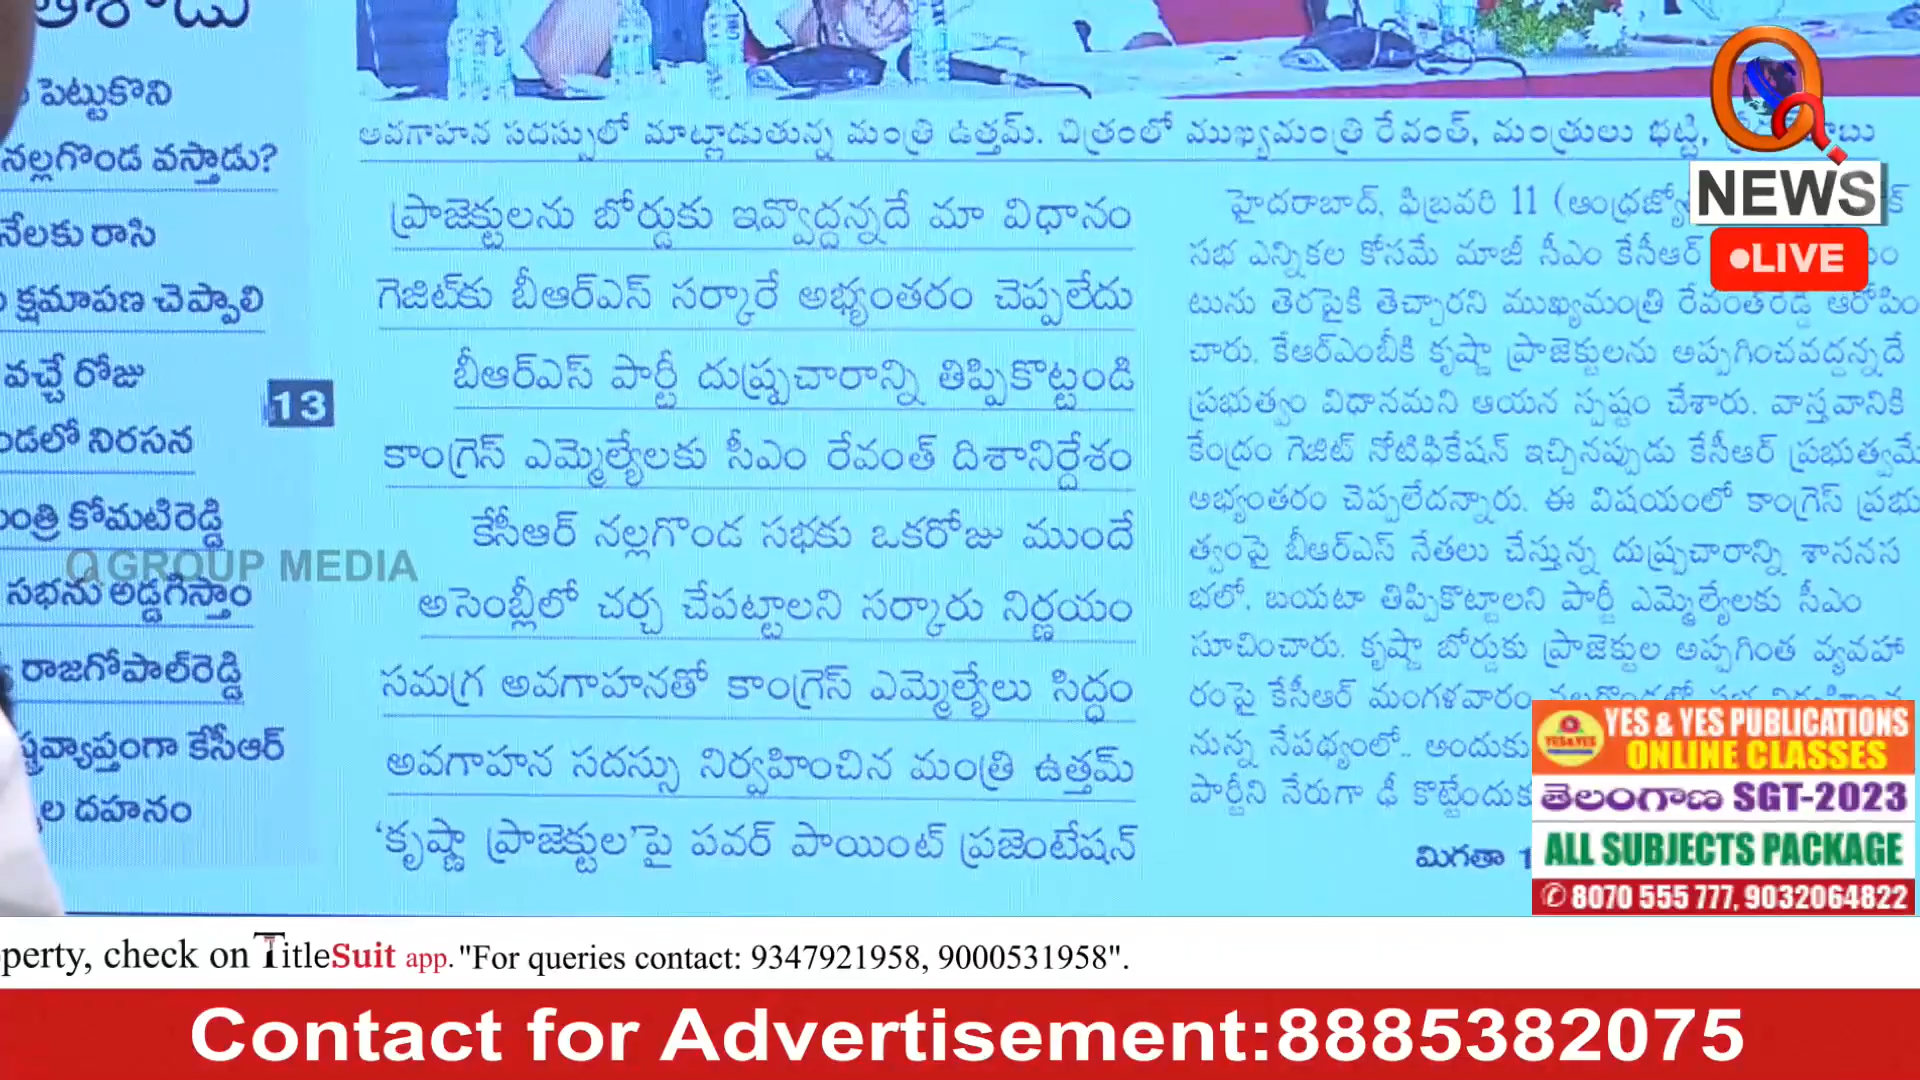 పెట్టుకొని
నల్లగొండ వస్తాడు?
నేలకు రాసి
క్షమాపణ చెప్పాలి
వచ్చే రోజు
నిరసన
కోమటిరెడ్డి
సభను అడ్డగిస్తాం
రాజగోపాల్‌రెడ్డి
కేసీఆర్
దహనం
13
Q GROUP MEDIA
అవగాహన సదస్సులో మాట్లాడుతున్న మంత్రి ఉత్తమ్. చిత్రంలో ముఖ్యమంత్రి రేవంత్, మంత్రులు భట్టి,
ప్రాజెక్టులను బోర్డుకు ఇవ్వొద్దన్నదే మా విధానం
గెజిట్‌కు బీఆర్ఎస్ సర్కారే అభ్యంతరం చెప్పలేదు
బీఆర్ఎస్ పార్టీ దుష్ప్రచారాన్ని తిప్పికొట్టండి
కాంగ్రెస్ ఎమ్మెల్యేలకు సీఎం రేవంత్ దిశానిర్దేశం
కేసీఆర్ నల్లగొండ సభకు ఒకరోజు ముందే
అసెంబ్లీలో చర్చ చేపట్టాలని సర్కారు నిర్ణయం
సమగ్ర అవగాహనతో కాంగ్రెస్ ఎమ్మెల్యేలు సిద్ధం
అవగాహన సదస్సు నిర్వహించిన మంత్రి ఉత్తమ్
‘కృష్ణా ప్రాజెక్టుల’పై పవర్ పాయింట్ ప్రజెంటేషన్
హైదరాబాద్, ఫిబ్రవరి 11
సభ ఎన్నికల కోసమే మాజీ సీఎం కేసీఆర్
టును తెరపైకి తెచ్చారని ముఖ్యమంత్రి రేవంత్‌రెడ్డి ఆరోపిం
చారు. కేఆర్ఎంబీకి కృష్ణా ప్రాజెక్టులను అప్పగించవద్దన్నదే
ప్రభుత్వం విధానమని ఆయన స్పష్టం చేశారు. వాస్తవానికి
కేంద్రం గెజిట్ నోటిఫికేషన్ ఇచ్చినప్పుడు కేసీఆర్ ప్రభుత్వమే
అభ్యంతరం చెప్పలేదన్నారు. ఈ విషయంలో కాంగ్రెస్ ప్రభు
త్వంపై బీఆర్ఎస్ నేతలు చేస్తున్న దుష్ప్రచారాన్ని శాసనస
భలో, బయటా తిప్పికొట్టాలని పార్టీ ఎమ్మెల్యేలకు సీఎం
సూచించారు. కృష్ణా బోర్డుకు ప్రాజెక్టుల అప్పగింత వ్యవహా
రంపై కేసీఆర్ మంగళవారం
నున్న నేపథ్యంలో.. అందుకు
పార్టీని నేరుగా ఢీ కొట్టేందుకు
మిగతా
Q
NEWS
LIVE
YES & YES PUBLICATIONS
ONLINE CLASSES
తెలంగాణ SGT-2023
ALL SUBJECTS PACKAGE
8070 555 777, 9032064822
perty, check on TitleSuit app. "For queries contact: 9347921958, 9000531958".
Contact for Advertisement:8885382075